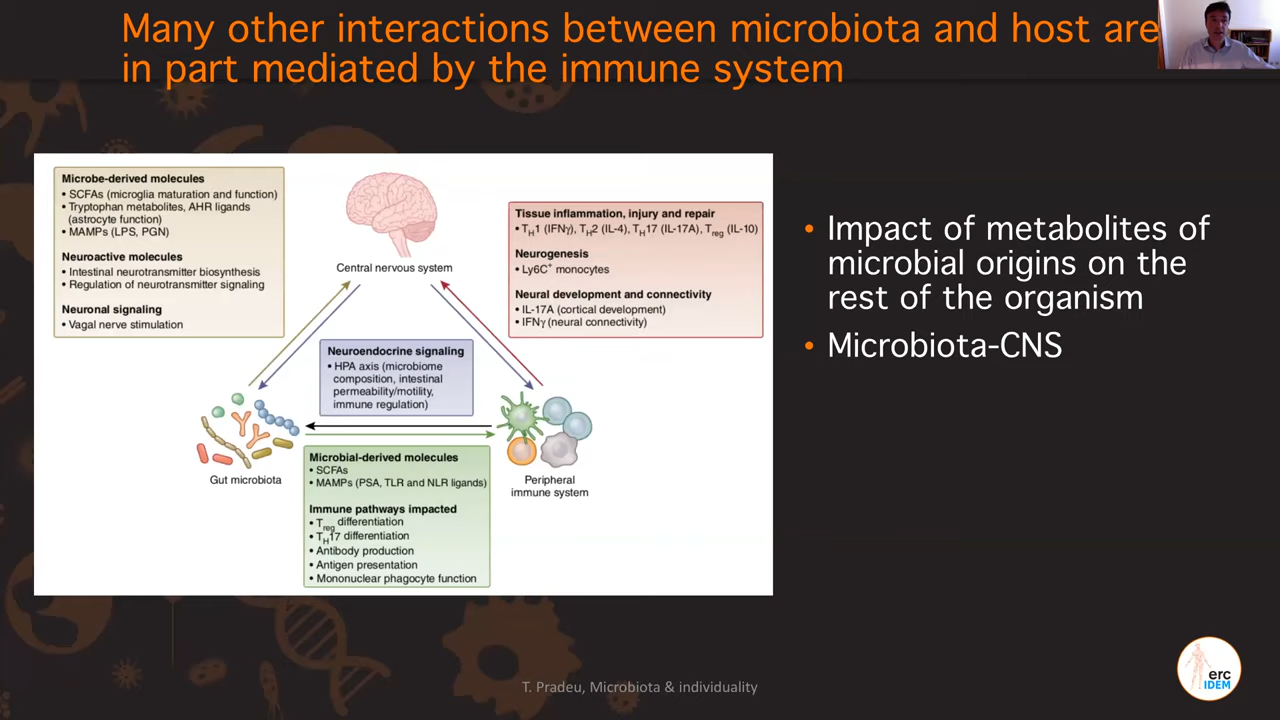 Many other interactions between microbiota and host are
in part mediated by the immune system
Microbe-derived molecules
• SCFAs (microglia maturation and function)
• Tryptophan metabolites, AHR ligands
(astrocyte function)
• MAMPs (LPS, PGN)
Neuroactive molecules
• Intestinal neurotransmitter biosynthesis
• Regulation of neurotransmitter signaling
Neuronal signaling
• Vagal nerve stimulation
Central nervous system
Tissue inflammation, injury and repair
• TH1 (IFNγ), TH2 (IL-4), TH17 (IL-17A), Treg (IL-10)
Neurogenesis
• Ly6C+ monocytes
Neural development and connectivity
• IL-17A (cortical development)
• IFNγ (neural connectivity)
Neuroendocrine signaling
• HPA axis (microbiome
composition, intestinal
permeability/motility,
immune regulation)
Gut microbiota
Peripheral
immune system
Microbial-derived molecules
• SCFAs
• MAMPs (PSA, TLR and NLR ligands)
Immune pathways impacted
• Treg differentiation
• TH17 differentiation
• Antibody production
• Antigen presentation
• Mononuclear phagocyte function
• Impact of metabolites of
microbial origins on the
rest of the organism
• Microbiota-CNS
T. Pradeu, Microbiota & individuality
erc
IDEM